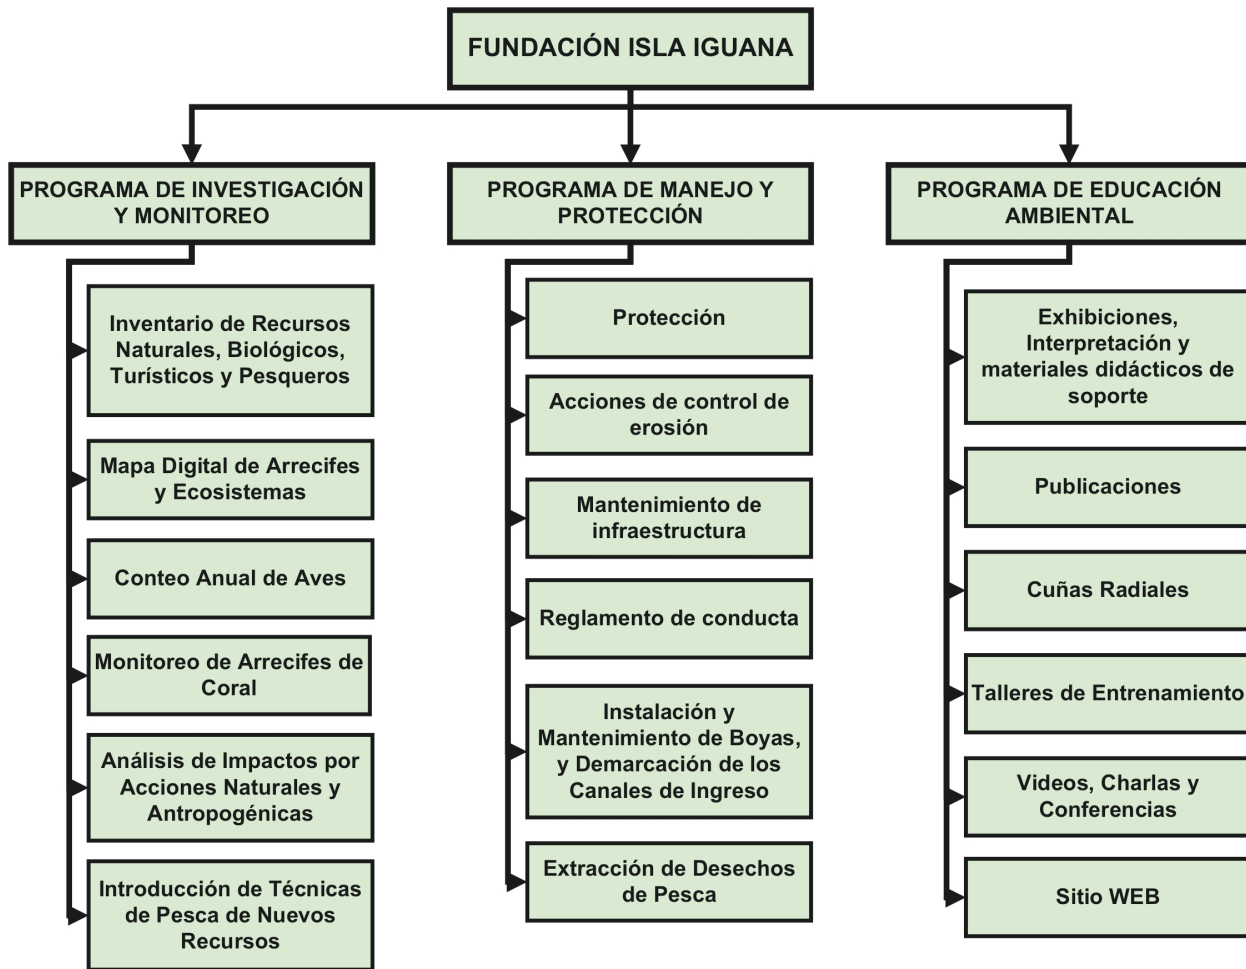 FUNDACIÓN ISLA IGUANA
PROGRAMA DE INVESTIGACIÓN
Y MONITOREO
Inventario de Recursos
Naturales, Biológicos,
Turísticos y Pesqueros
Mapa Digital de Arrecifes
y Ecosistemas
Conteo Anual de Aves
Monitoreo de Arrecifes de
Coral
Análisis de Impactos por
Acciones Naturales y
Antropogénicas
Introducción de Técnicas
de Pesca de Nuevos
Recursos
PROGRAMA DE MANEJO Y
PROTECCIÓN
Protección
Acciones de control de
erosión
Mantenimiento de
infraestructura
Reglamento de conducta
Instalación y
Mantenimiento de Boyas,
y Demarcación de los
Canales de Ingreso
Extracción de Desechos
de Pesca
PROGRAMA DE EDUCACIÓN
AMBIENTAL
Exhibiciones,
Interpretación y
materiales didácticos de
soporte
Publicaciones
Cuñas Radiales
Talleres de Entrenamiento
Videos, Charlas y
Conferencias
Sitio WEB